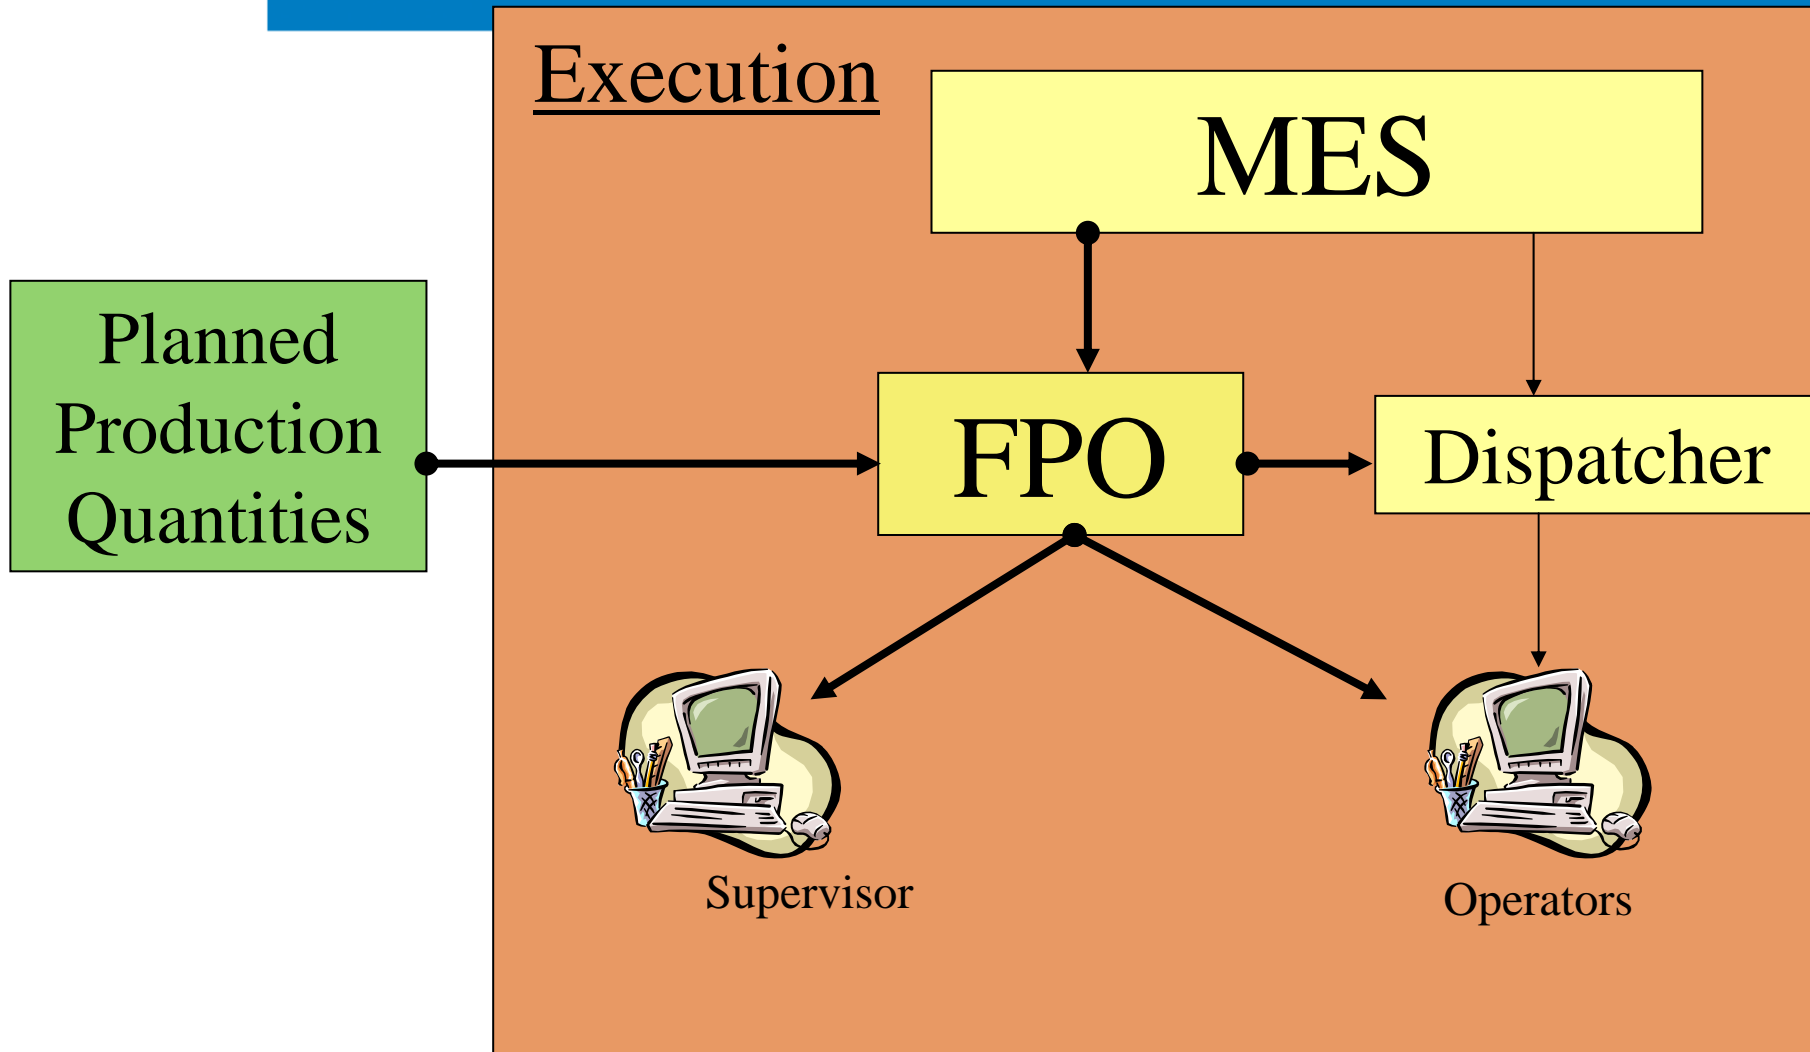 Execution
MES
Planned
Production
Quantities
FPO
Dispatcher
Supervisor
Operators